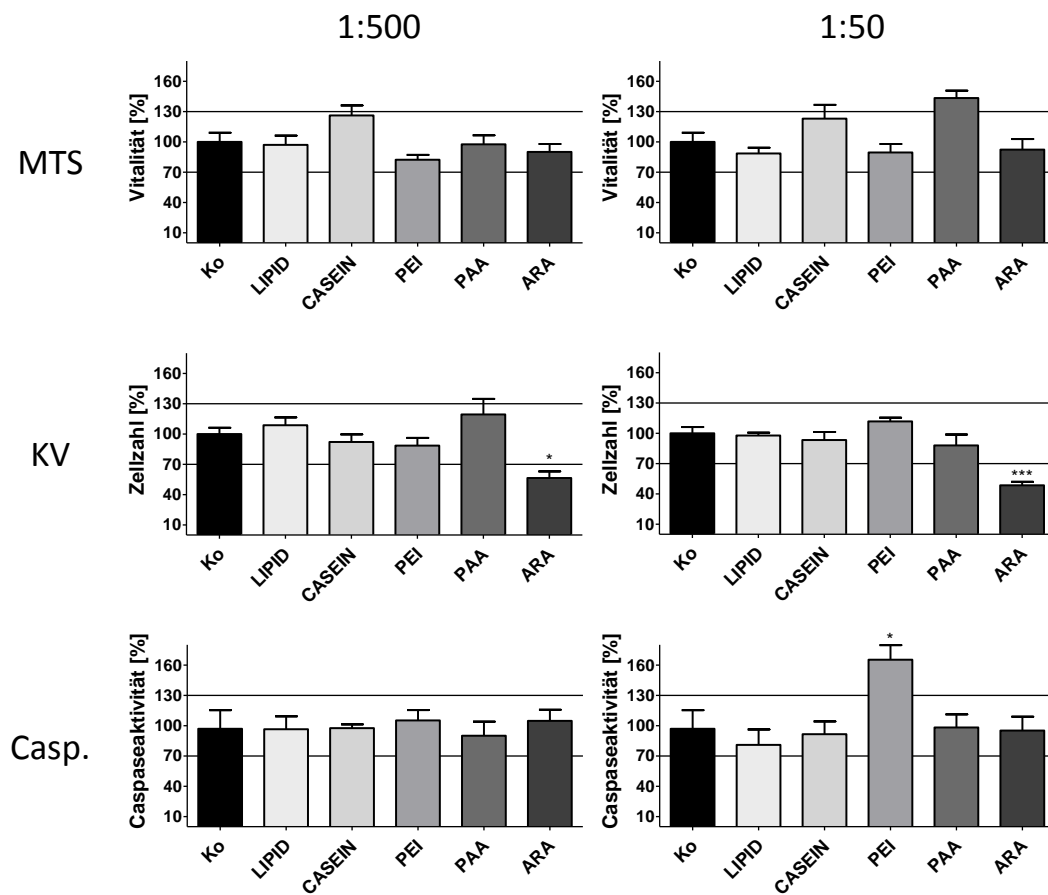 1:500 1:50
MTS
Vitalität [%]
160
130
100
70
40
10
Ko LIPID CASEIN PEI PAA ARA
Vitalität [%]
160
130
100
70
40
10
Ko LIPID CASEIN PEI PAA ARA
KV
Zellzahl [%]
160
130
100
70
40
10
*
Ko LIPID CASEIN PEI PAA ARA
Zellzahl [%]
160
130
100
70
40
10
***
Ko LIPID CASEIN PEI PAA ARA
Casp.
Caspaseaktivität [%]
160
130
100
70
40
10
Ko LIPID CASEIN PEI PAA ARA
Caspaseaktivität [%]
160
130
100
70
40
10
*
Ko LIPID CASEIN PEI PAA ARA